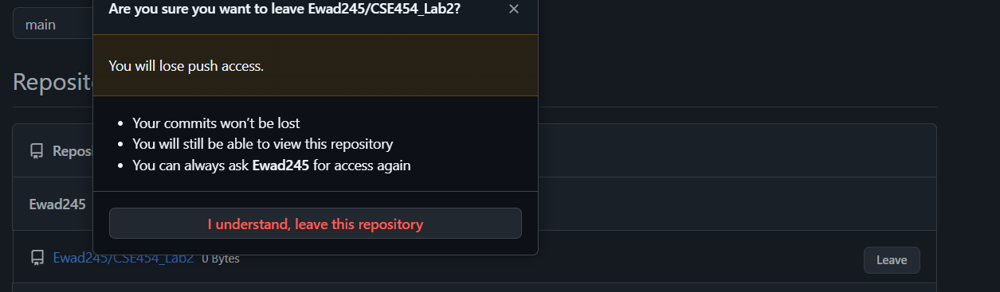 Are you sure you want to leave Ewad245/CSE454_Lab2?
main
You will lose push access.
Your commits won't be lost
You will still be able to view this repository
You can always ask Ewad245 for access again
Ewad245
I understand, leave this repository
Ewad245/CSE454_Lab2 0 Bytes
Leave